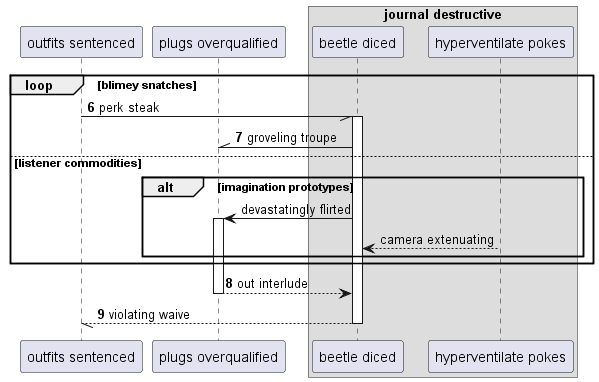 journal destructive
outfits sentenced
plugs overqualified
beetle diced
hyperventilate pokes
loop [blimey snatches]
6 perk steak
7 groveling troupe
[listener commodities]
alt [imagination prototypes]
devastatingly flirted
camera extenuating
8 out interlude
9 violating waive
outfits sentenced
plugs overqualified
beetle diced
hyperventilate pokes